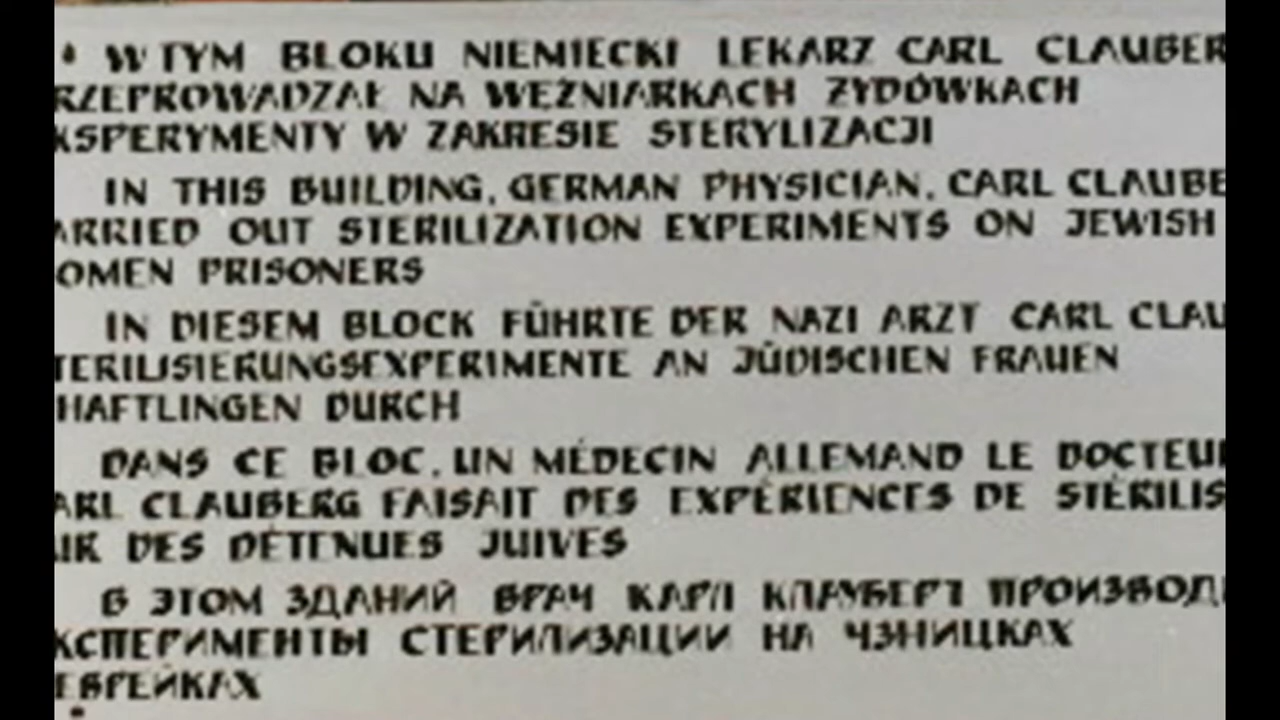 W TYM BLOKU NIEMIECKI LEKARZ CARL CLAUBER
RZEPROWADZAŁ NA WEŹNIARKACH ŻYDÓWKACH
KSPERYMENTY W ZAKRESIE STERYLIZACJI
IN THIS BUILDING, GERMAN PHYSICIAN, CARL CLAUBE
ARRIED OUT STERILIZATION EXPERIMENTS ON JEWISH
OMEN PRISONERS
IN DIESEM BLOCK FÜHRTE DER NAZI ARZT CARL CLAU
TERILISIERUNGSEXPERIMENTE AN JÜDISCHEN FRAUEN
HAFTLINGEN DURCH
DANS CE BLOC, UN MÉDECIN ALLEMAND LE DOCTEU
ARL CLAUBERG FAISAIT DES EXPÉRIENCES DE STÉRILIS
UR DES DÉTENUES JUIVES
В ЭТОМ ЗДАНИЙ ВРАЧ КАРЛ КЛАУБЕРГ ПРОИЗВОД
КСПЕРИМЕНТЫ СТЕРИЛИЗАЦИИ НА
ЕВРЕЙКАХ